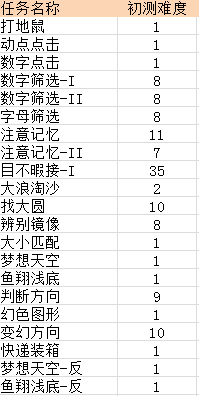 任务名称 初测难度
打地鼠 1
动点点击 1
数字点击 1
数字筛选-I 8
数字筛选-II 8
字母筛选 8
注意记忆 11
注意记忆-II 7
目不暇接-I 35
大浪淘沙 2
找大圆 10
辨别镜像 8
大小匹配 1
梦想天空 1
鱼翔浅底 1
判断方向 9
幻色图形 1
变幻方向 10
快递装箱 1
梦想天空-反 1
鱼翔浅底-反 1